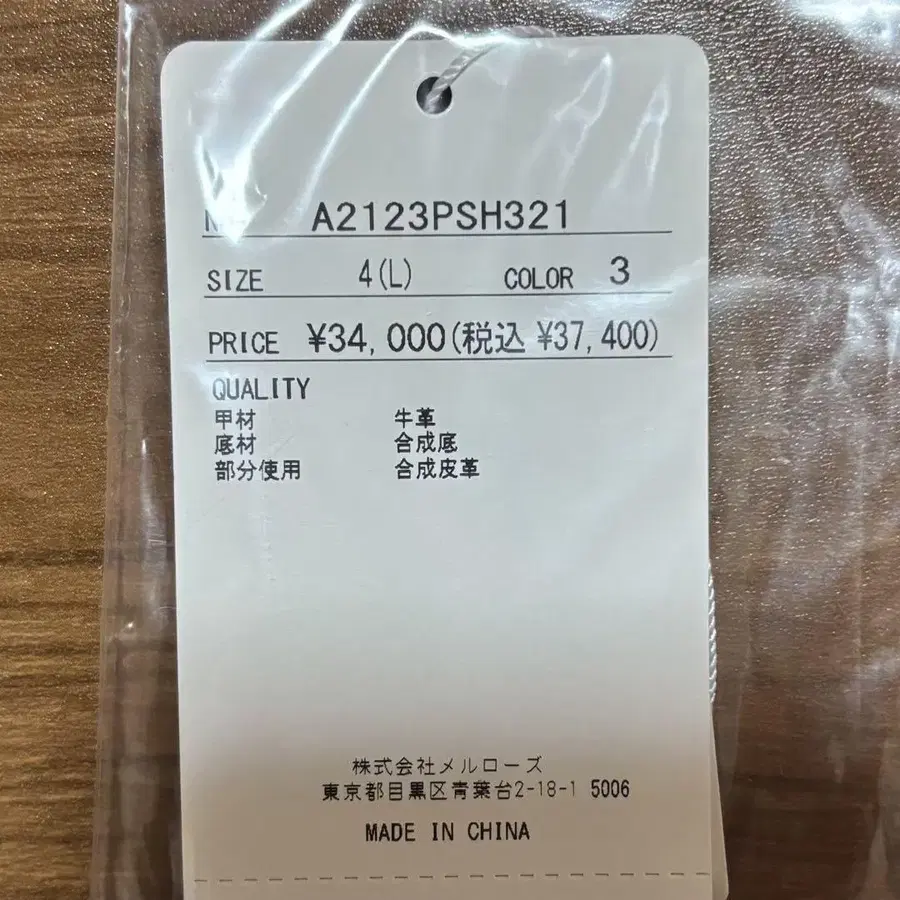 A2123PSH321
SIZE 4(L) COLOR 3
PRICE ¥34,000(税込 ¥37,400)
QUALITY
甲材 牛革
底材 合成底
部分使用 合成皮革
株式会社メルローズ
東京都目黒区青葉台2-18-1 5006
MADE IN CHINA